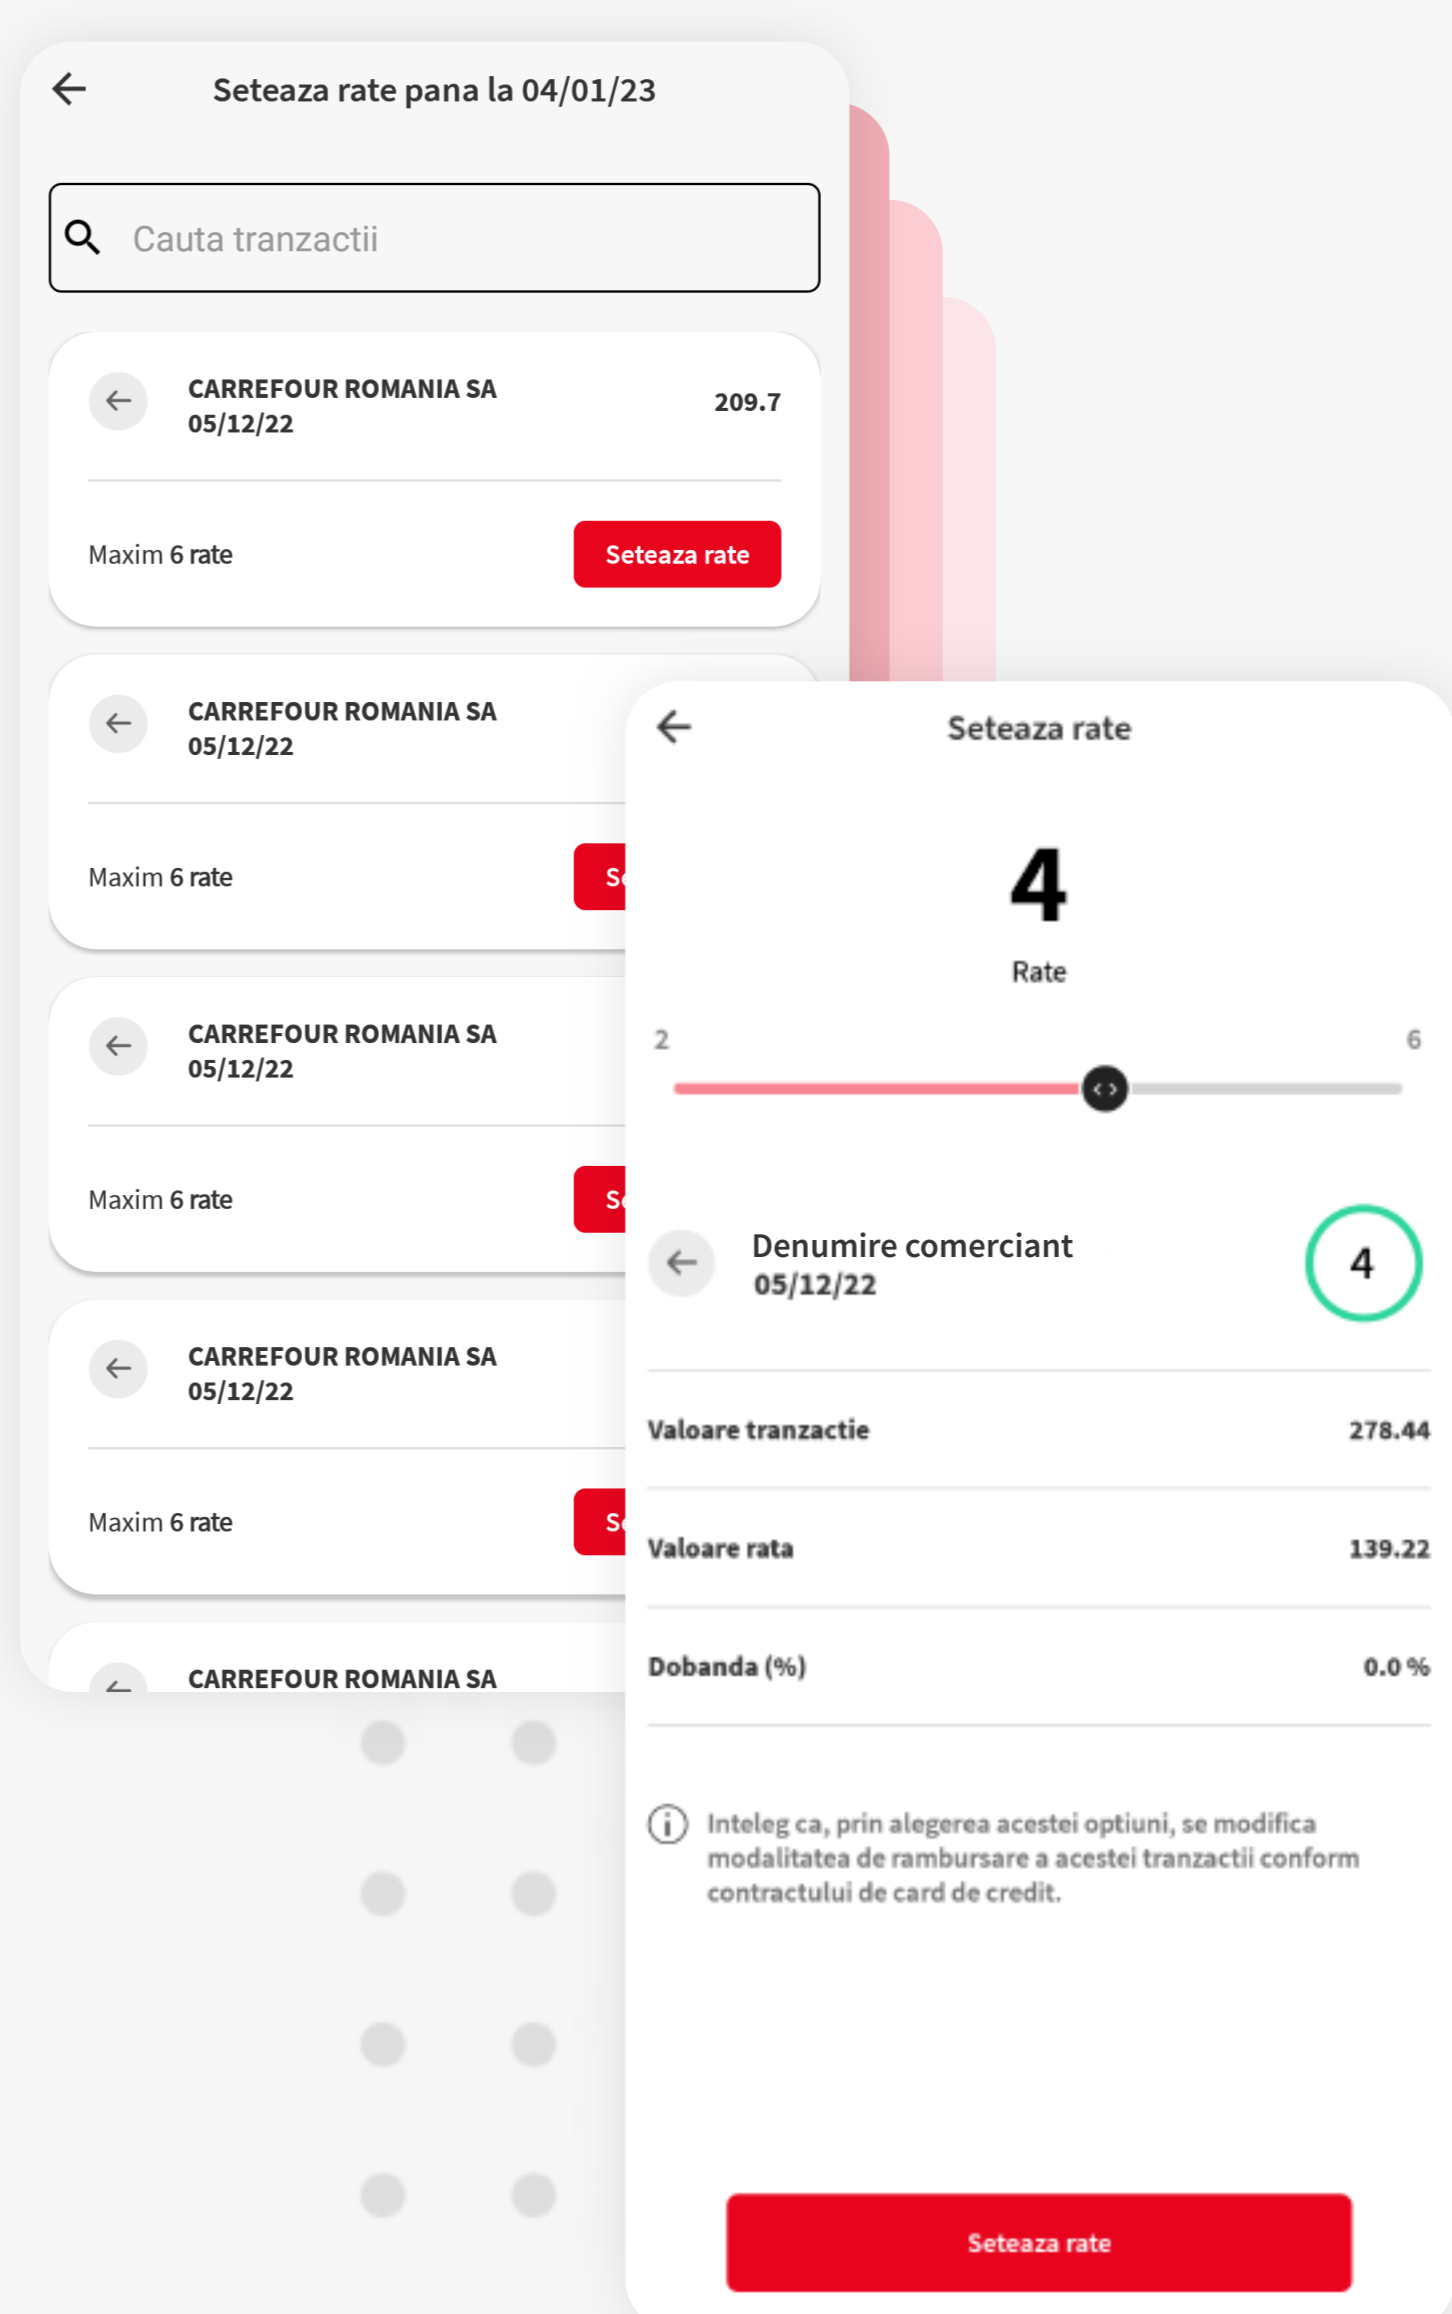 Seteaza rate pana la 04/01/23
Cauta tranzactii
CARREFOUR ROMANIA SA
05/12/22
209.7
Maxim 6 rate
Seteaza rate
CARREFOUR ROMANIA SA
05/12/22
Maxim 6 rate
CARREFOUR ROMANIA SA
05/12/22
Maxim 6 rate
CARREFOUR ROMANIA SA
05/12/22
Maxim 6 rate
CARREFOUR ROMANIA SA
Seteaza rate
4
Rate
2
6
Denumire comerciant
05/12/22
4
Valoare tranzactie
278.44
Valoare rata
139.22
Dobanda (%)
0.0 %
Inteleg ca, prin alegerea acestei optiuni, se modifica
modalitatea de rambursare a acestei tranzactii conform
contractului de card de credit.
Seteaza rate